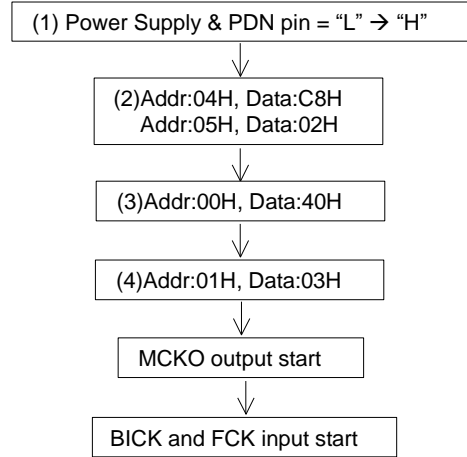 (1) Power Supply & PDN pin = “L” → “H”
(2)Addr:04H, Data:C8H
Addr:05H, Data:02H
(3)Addr:00H, Data:40H
(4)Addr:01H, Data:03H
MCKO output start
BICK and FCK input start